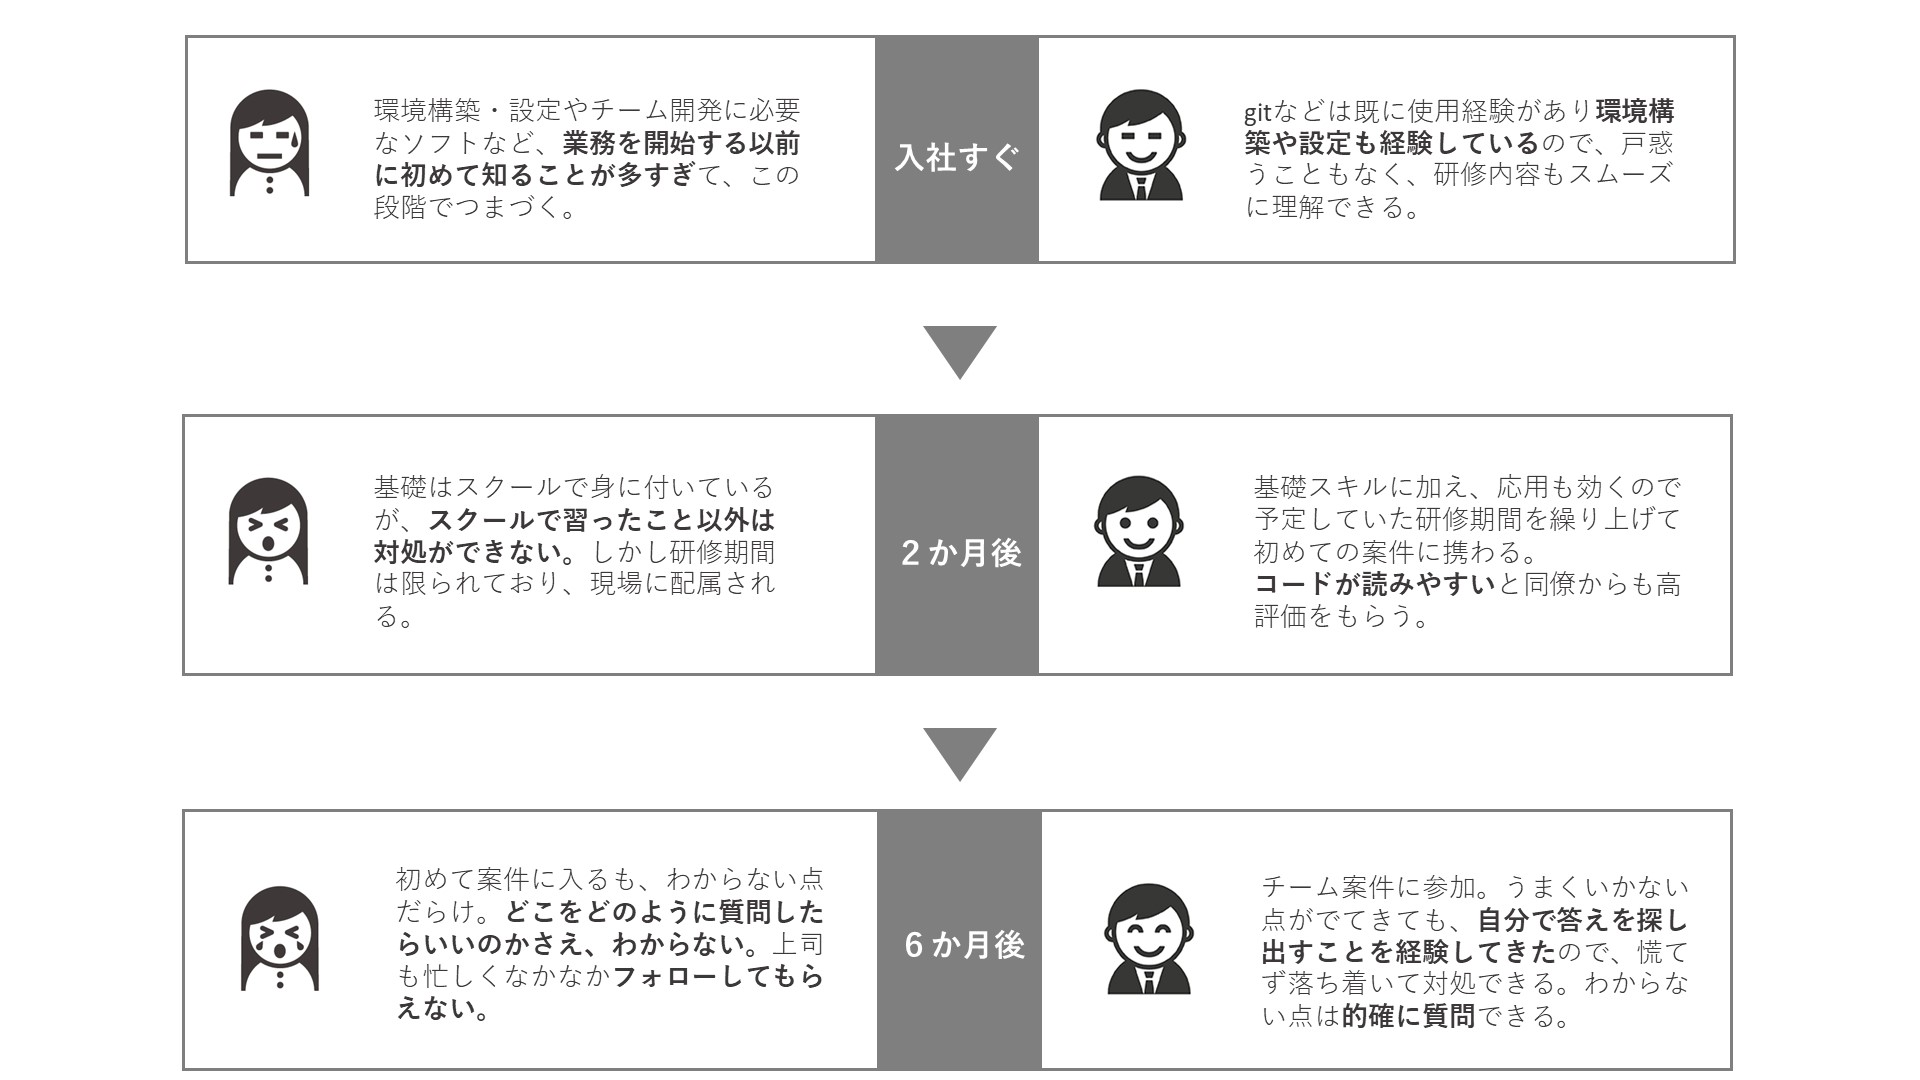 環境構築・設定やチーム開発に必要
なソフトなど、業務を開始する以前
に初めて知ることが多すぎて、この
段階でつまづく。
入社すぐ
gitなどは既に使用経験があり環境構
築や設定も経験しているので、戸惑
うこともなく、研修内容もスムーズ
に理解できる。
基礎はスクールで身に付いている
が、スクールで習ったこと以外は
対処ができない。しかし研修期間
は限られており、現場に配属され
る。
２か月後
基礎スキルに加え、応用も効くので
予定していた研修期間を繰り上げて
初めての案件に携わる。
コードが読みやすいと同僚からも高
評価をもらう。
初めて案件に入るも、わからない点
だらけ。どこをどのように質問した
らいいのかさえ、わからない。上司
も忙しくなかなかフォローしてもら
えない。
６か月後
チーム案件に参加。うまくいかない
点がでてきても、自分で答えを探し
出すことを経験してきたので、慌て
ず落ち着いて対処できる。わからな
い点は的確に質問できる。